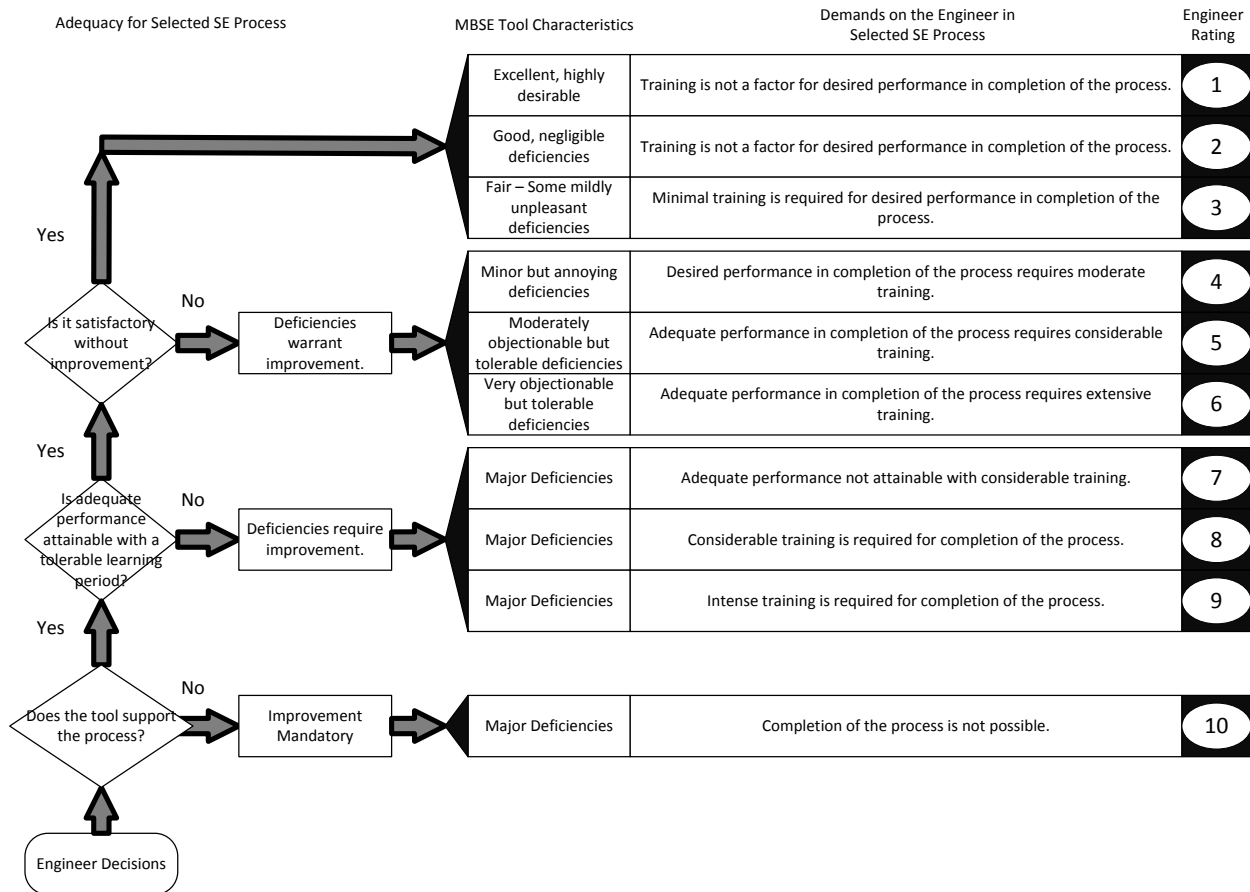 Adequacy for Selected SE Process
MBSE Tool Characteristics
Demands on the Engineer in
Selected SE Process
Engineer
Rating
Excellent, highly
desirable
Training is not a factor for desired performance in completion of the process.
1
Good, negligible
deficiencies
Training is not a factor for desired performance in completion of the process.
2
Fair – Some mildly
unpleasant
deficiencies
Minimal training is required for desired performance in completion of the
process.
3
Yes
Is it satisfactory
without
improvement?
No
Deficiencies
warrant
improvement.
Minor but annoying
deficiencies
Desired performance in completion of the process requires moderate
training.
4
Moderately
objectionable but
tolerable deficiencies
Adequate performance in completion of the process requires considerable
training.
5
Very objectionable
but tolerable
deficiencies
Adequate performance in completion of the process requires extensive
training.
6
Yes
Is adequate
performance
attainable with a
tolerable learning
period?
No
Deficiencies require
improvement.
Major Deficiencies
Adequate performance not attainable with considerable training.
7
Major Deficiencies
Considerable training is required for completion of the process.
8
Major Deficiencies
Intense training is required for completion of the process.
9
Yes
Does the tool support
the process?
No
Improvement
Mandatory
Major Deficiencies
Completion of the process is not possible.
10
Engineer Decisions